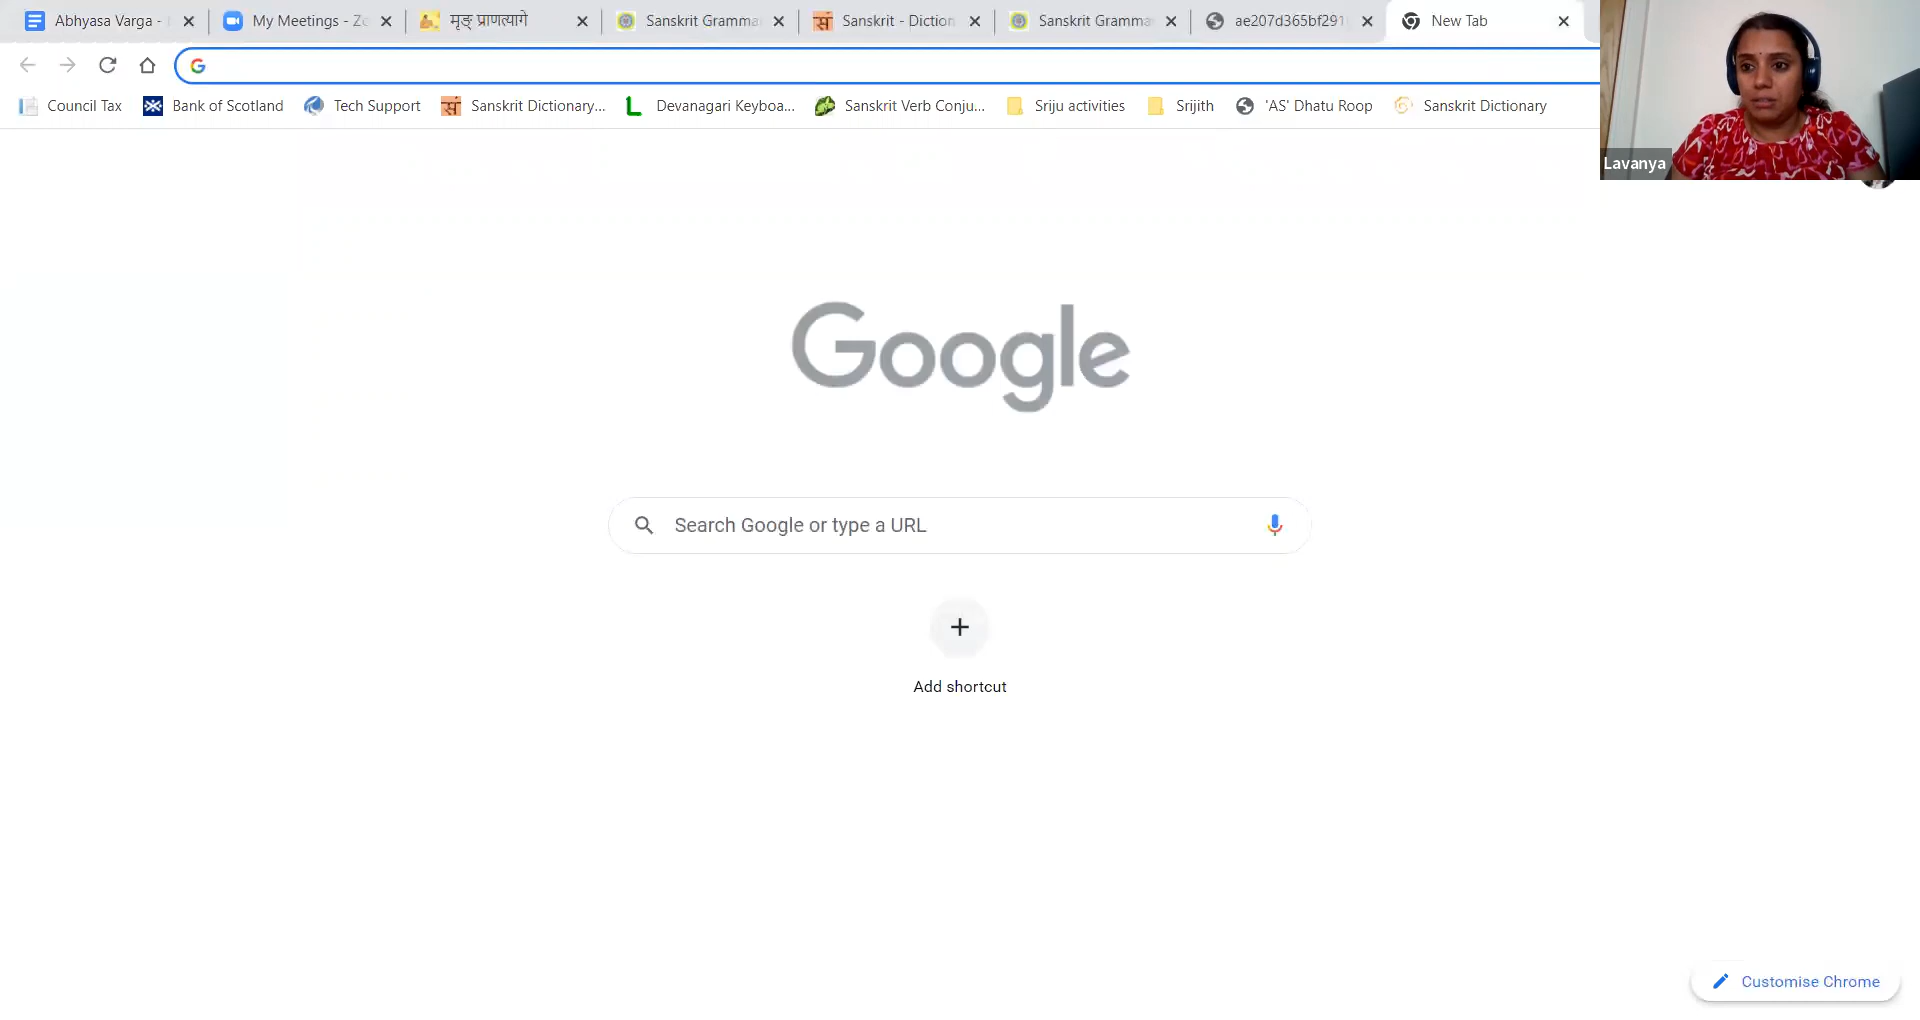 Abhyasa Varga -
My Meetings - Zo
मृङ् प्राणत्यागे
Sanskrit Gramma
Sanskrit - Diction
Sanskrit Gramma
ae207d365bf291
New Tab
Council Tax
Bank of Scotland
Tech Support
Sanskrit Dictionary...
Devanagari Keyboa...
Sanskrit Verb Conju...
Sriju activities
Srijith
'AS' Dhatu Roop
Sanskrit Dictionary
Lavanya
Google
Search Google or type a URL
Add shortcut
Customise Chrome